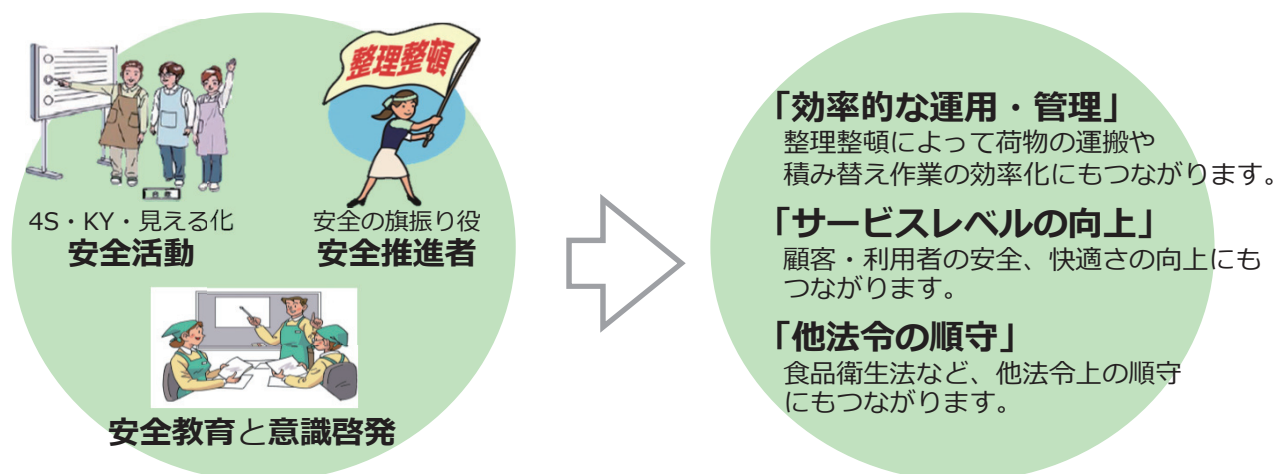 整理整頓
4S・KY・見える化
安全活動
安全の旗振り役
安全推進者
安全教育と意識啓発
「効率的な運用・管理」
整理整頓によって荷物の運搬や
積み替え作業の効率化にもつながります。
「サービスレベルの向上」
顧客・利用者の安全、快適さの向上にも
つながります。
「他法令の順守」
食品衛生法など、他法令上の順守
にもつながります。